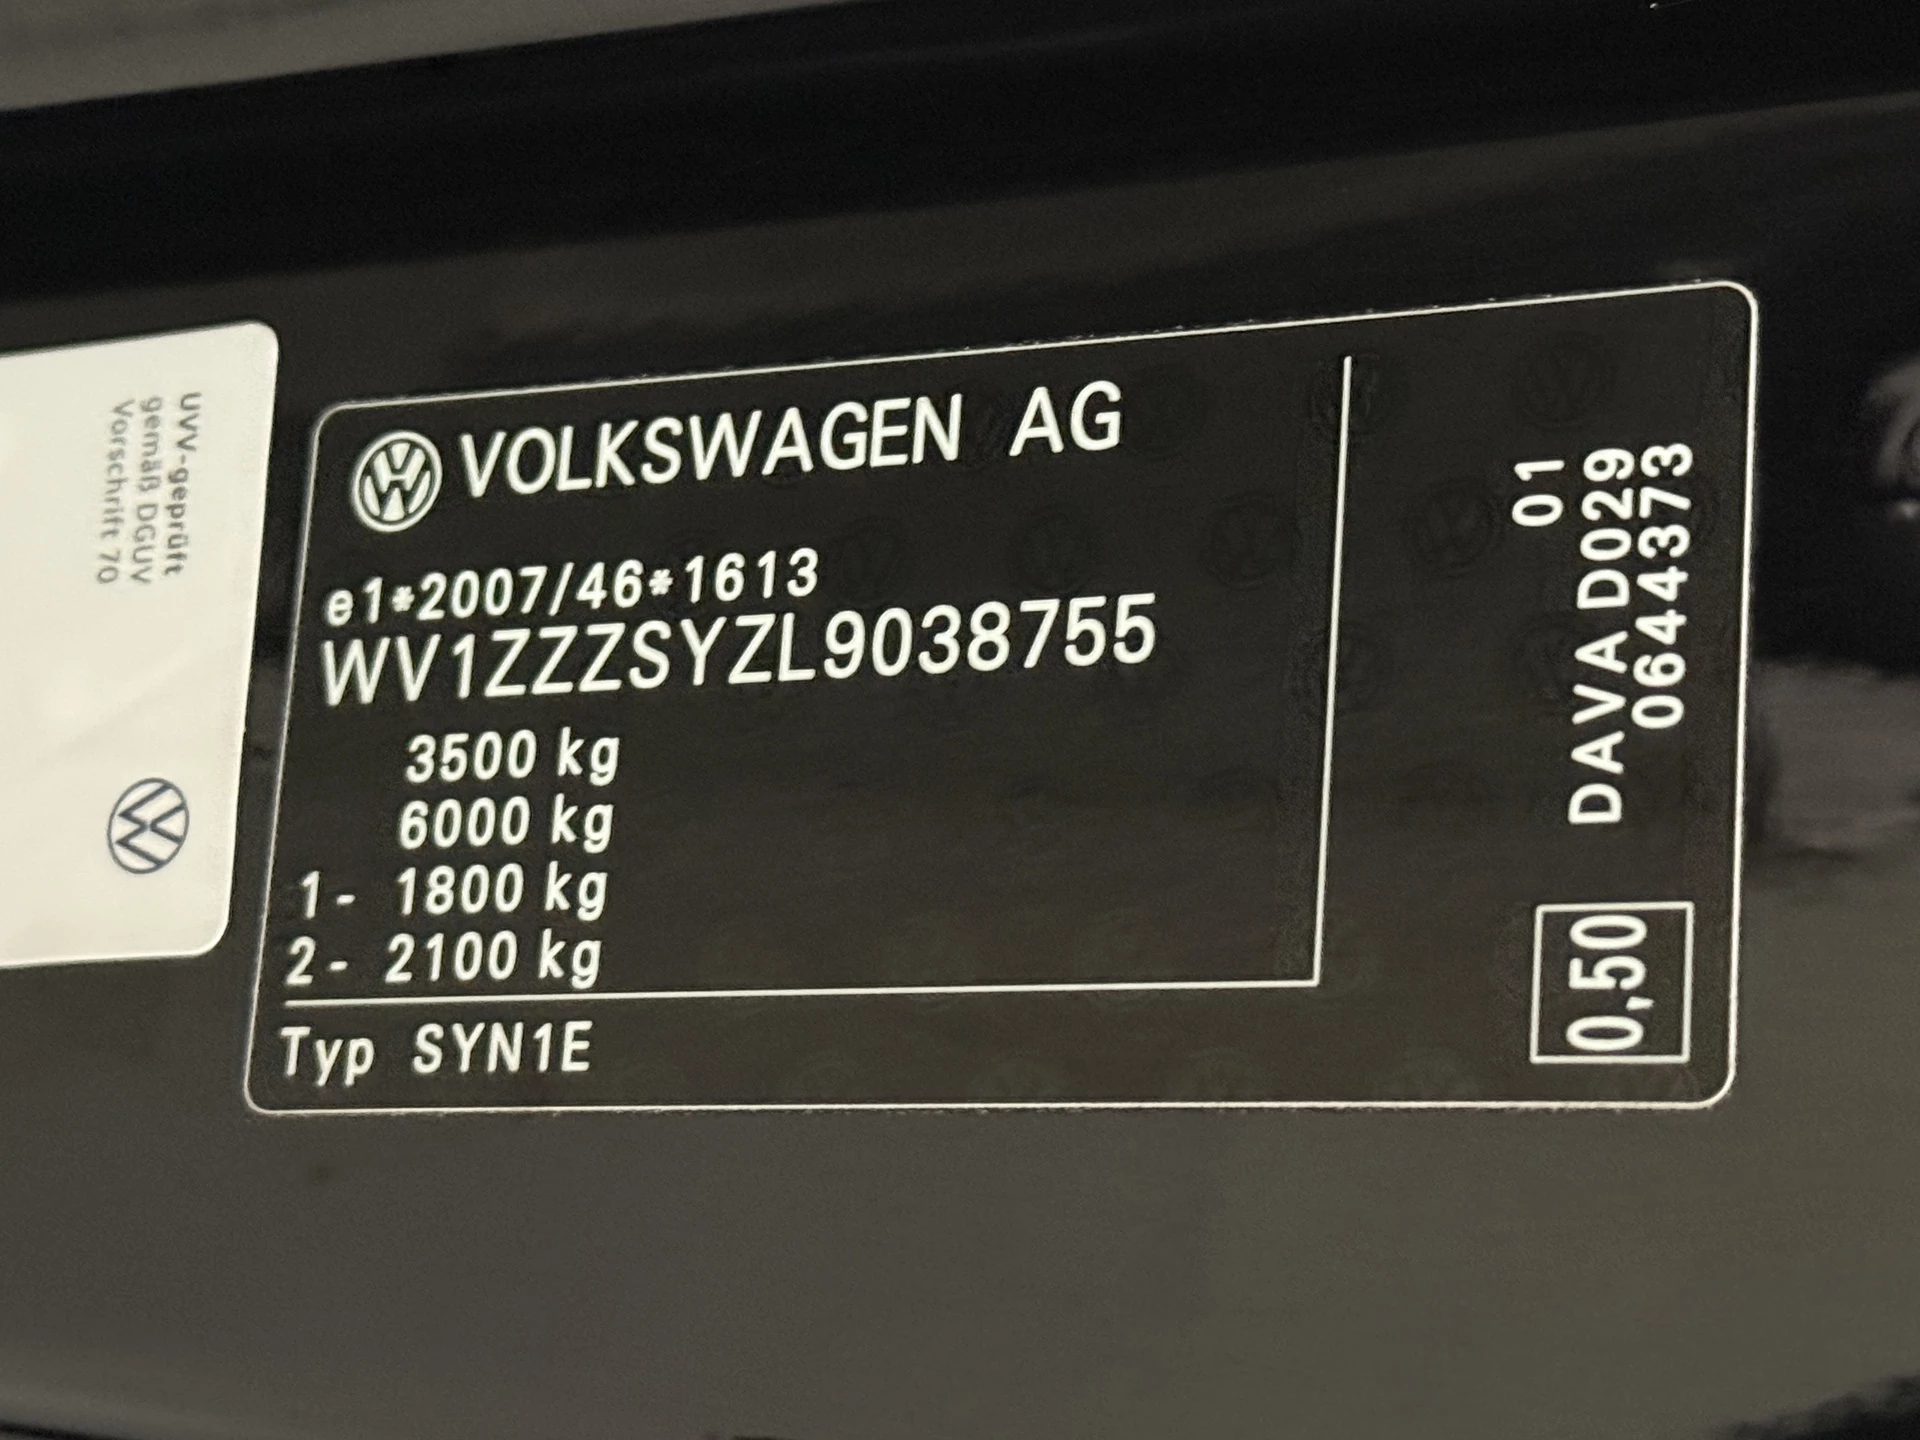 UVV-geprüft
gemäß DGUV
Vorschrift 70
VOLKSWAGEN AG
e1*2007/46*1613
WV1ZZZSYZL9038755
3500 kg
6000 kg
1- 1800 kg
2- 2100 kg
Typ SYN1E
01
DAVA D029
0644373
0,50